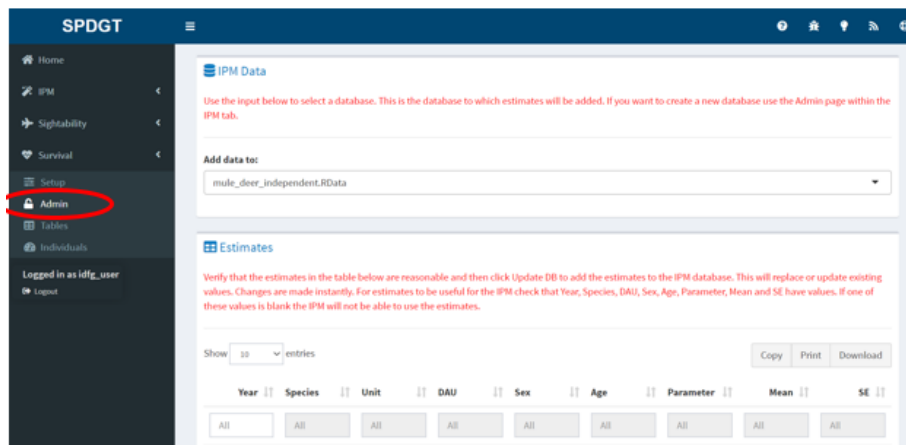 SPDGT
Home
IPM
Sightability
Survival
Setup
Admin
Tables
Individuals
Logged in as idfg_user
Logout
IPM Data
Use the input below to select a database. This is the database to which estimates will be added. If you want to create a new database use the Admin page within the
IPM tab.
Add data to:
mule_deer_independent.RData
Estimates
Verify that the estimates in the table below are reasonable and then click Update DB to add the estimates to the IPM database. This will replace or update existing
values. Changes are made instantly. For estimates to be useful for the IPM check that Year, Species, DAU, Sex, Age, Parameter, Mean and SE have values. If one of
these values is blank the IPM will not be able to use the estimates.
Show 10 entries
Copy Print Download
Year Species Unit DAU Sex Age Parameter Mean SE
All All All All All All All All All